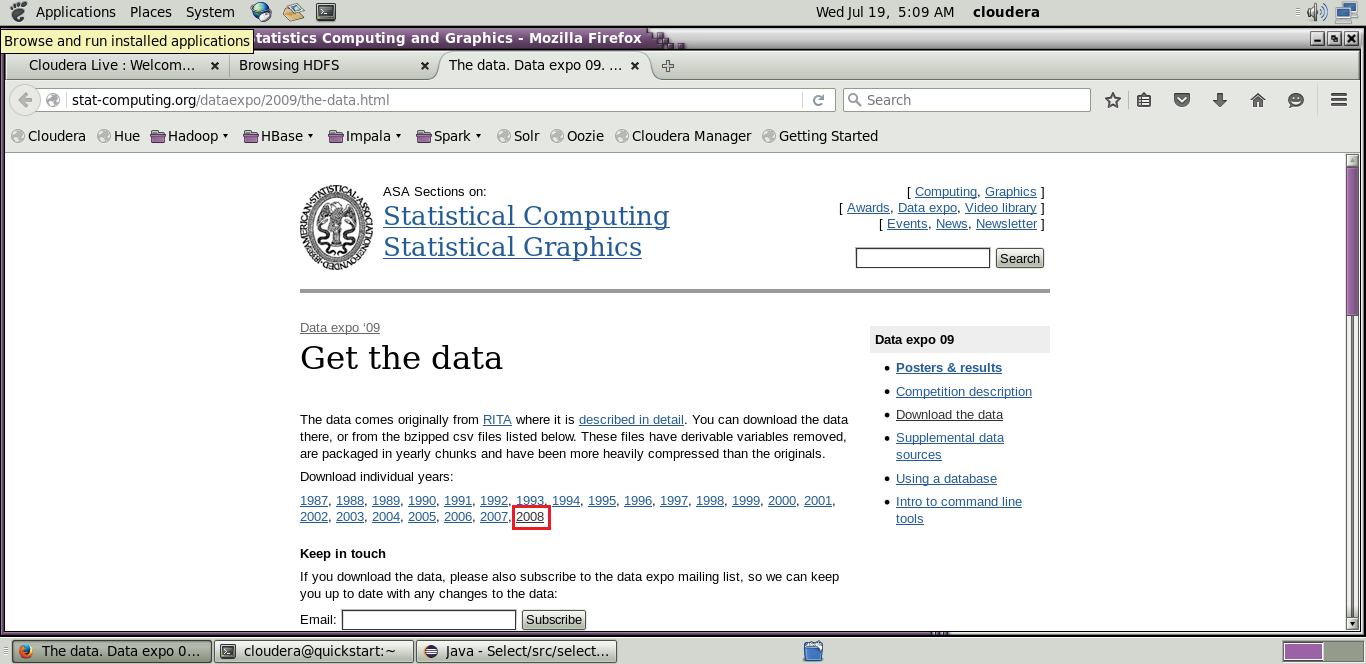 Applications Places System Wed Jul 19, 5:09 AM cloudera
Browse and run installed applications
tatistics Computing and Graphics - Mozilla Firefox
Cloudera Live : Welcom... Browsing HDFS The data. Data expo 09. ...
stat-computing.org/dataexpo/2009/the-data.html Search
Cloudera Hue Hadoop HBase Impala Spark Solr Oozie Cloudera Manager Getting Started
ASA Sections on:
Statistical Computing
Statistical Graphics
[ Computing, Graphics ]
[ Awards, Data expo, Video library ]
[ Events, News, Newsletter ]
Search
Data expo '09
Get the data
The data comes originally from RITA where it is described in detail. You can download the data
there, or from the bzipped csv files listed below. These files have derivable variables removed,
are packaged in yearly chunks and have been more heavily compressed than the originals.
Download individual years:
1987, 1988, 1989, 1990, 1991, 1992, 1993, 1994, 1995, 1996, 1997, 1998, 1999, 2000, 2001,
2002, 2003, 2004, 2005, 2006, 2007, 2008
Keep in touch
If you download the data, please also subscribe to the data expo mailing list, so we can keep
you up to date with any changes to the data:
Email: Subscribe
Data expo 09
Posters & results
Competition description
Download the data
Supplemental data
sources
Using a database
Intro to command line
tools
The data. Data expo 0... cloudera@quickstart:~ Java - Select/src/select...